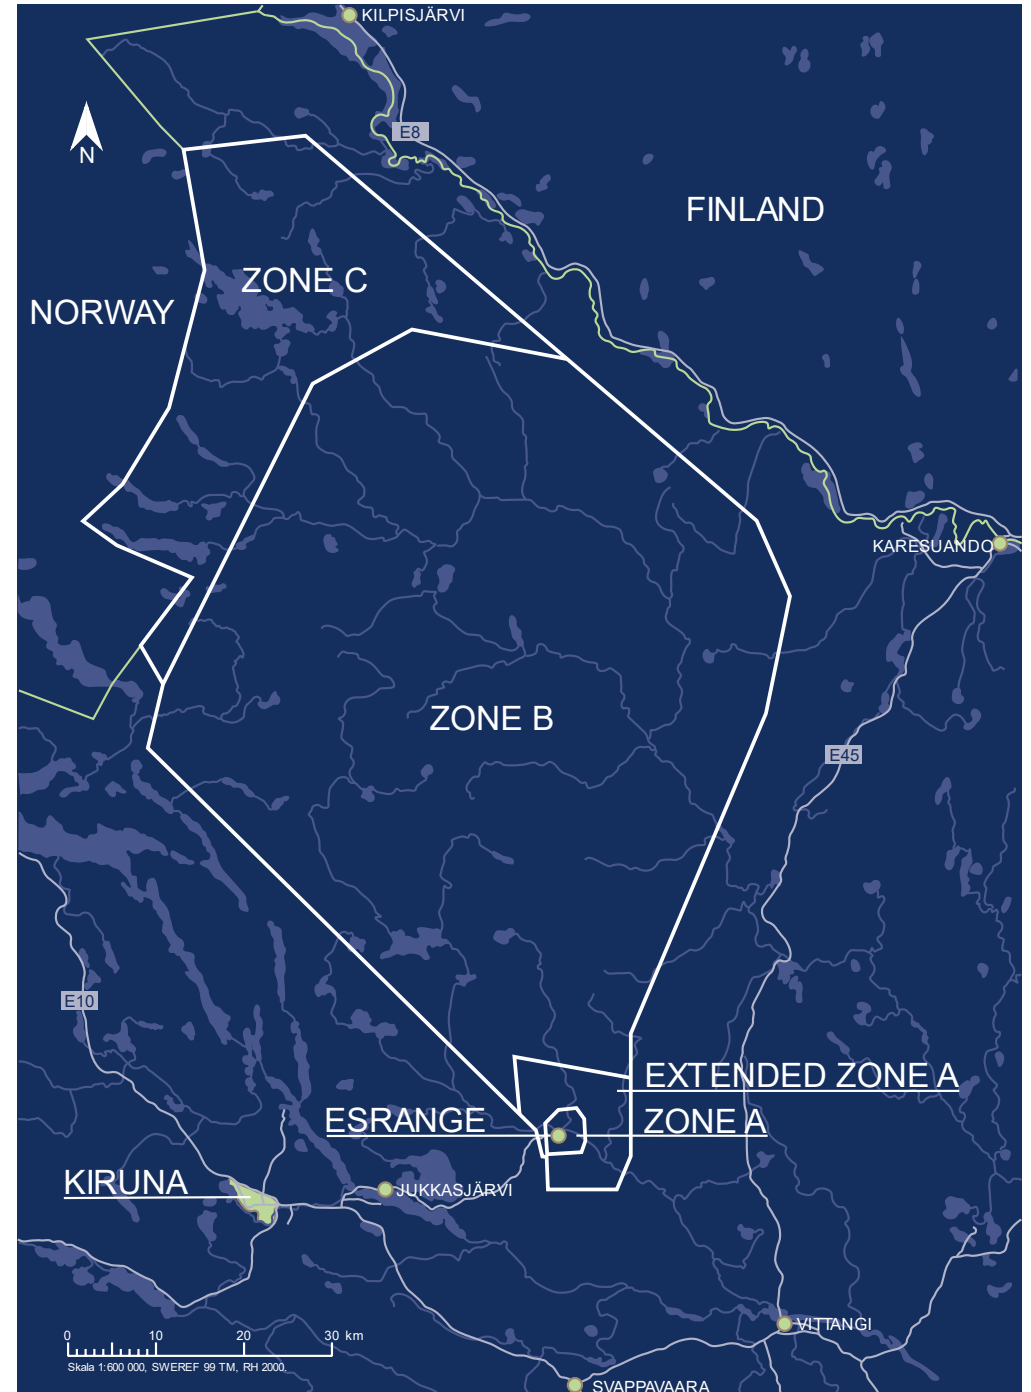 KILPISJÄRVI
N
E8
FINLAND
ZONE C
NORWAY
KARESUANDO
ZONE B
E45
E10
EXTENDED ZONE A
ESRANGE
ZONE A
KIRUNA
JUKKASJÄRVI
VITTANGI
0 10 20 30 km
Skala 1:600 000, SWEREF 99 TM, RH 2000.
SVAPPAVAARA